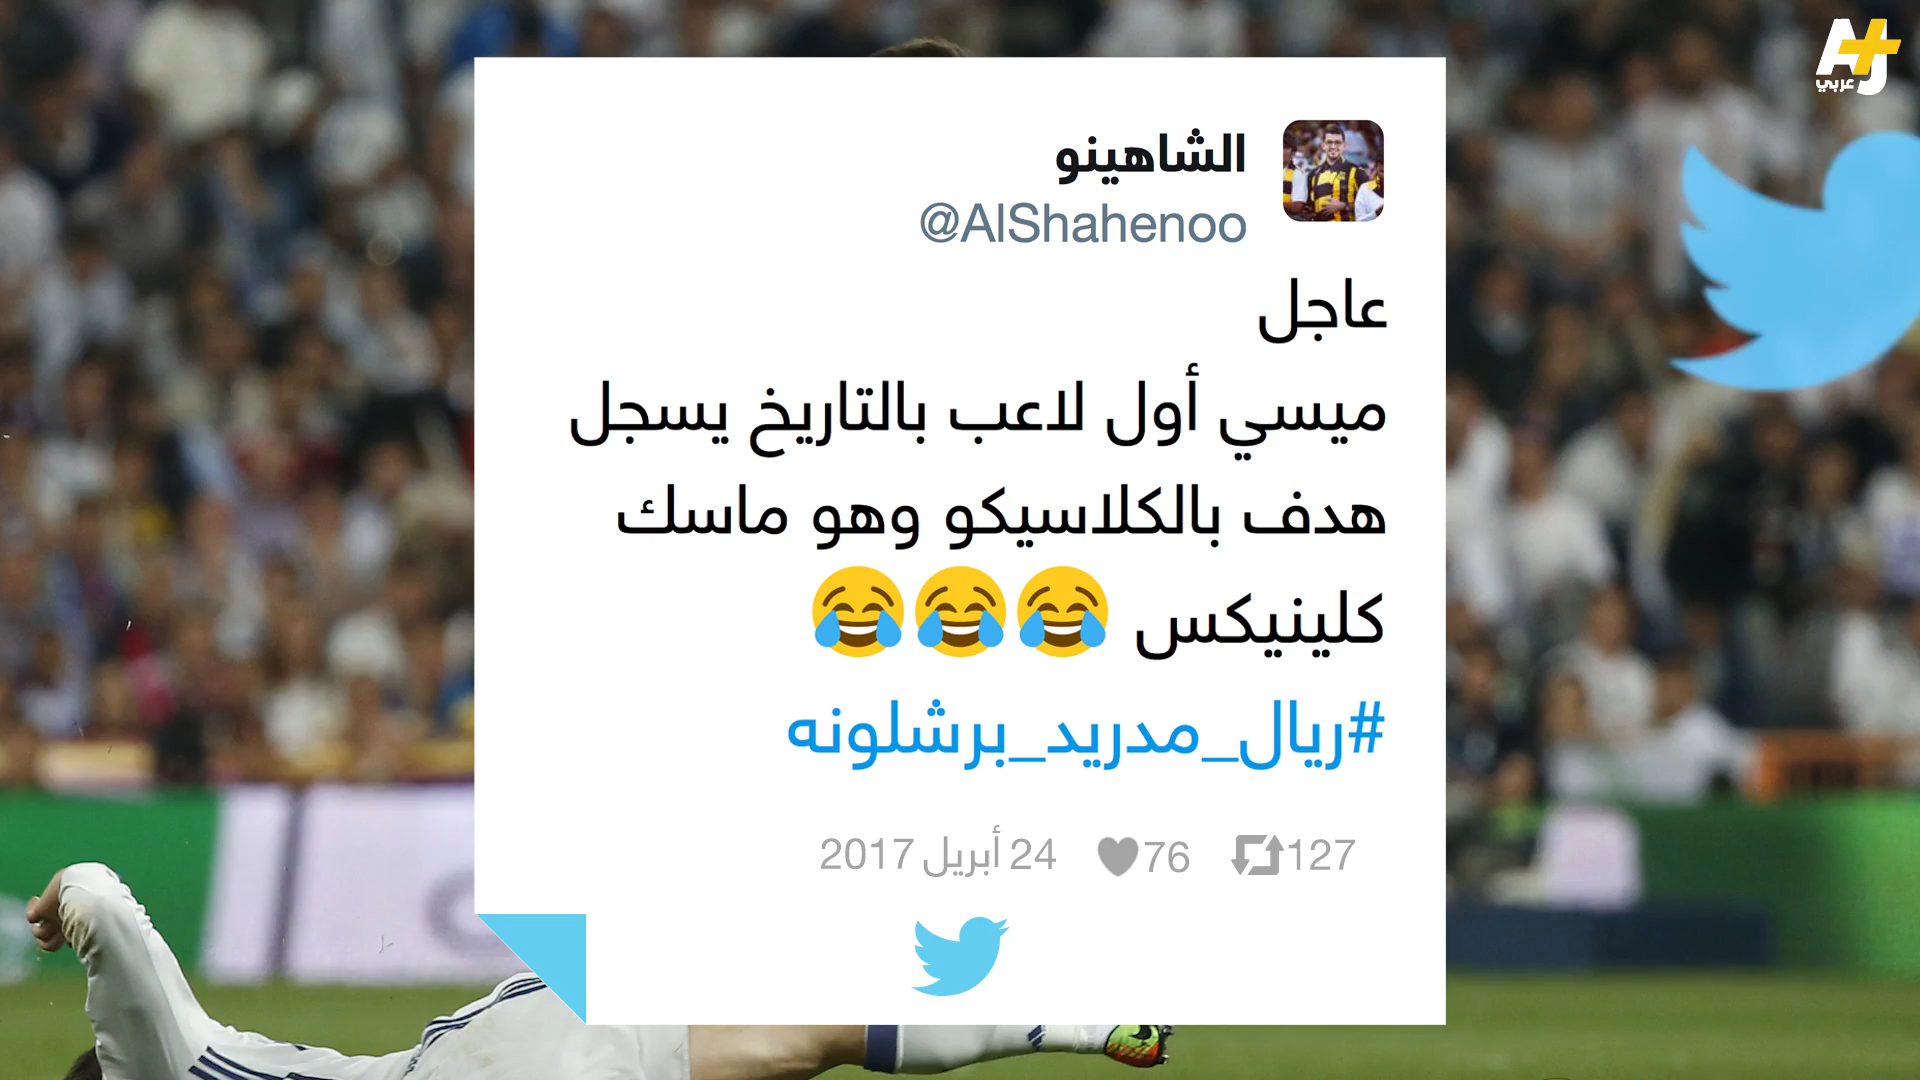 عربي
الشاهينو
@AlShahenoo
عاجل
ميسي أول لاعب بالتاريخ يسجل
هدف بالكلاسيكو وهو ماسك
كلينيكس 😂😂😂
#ريال_مدريد_برشلونه
127 76 24 أبريل 2017